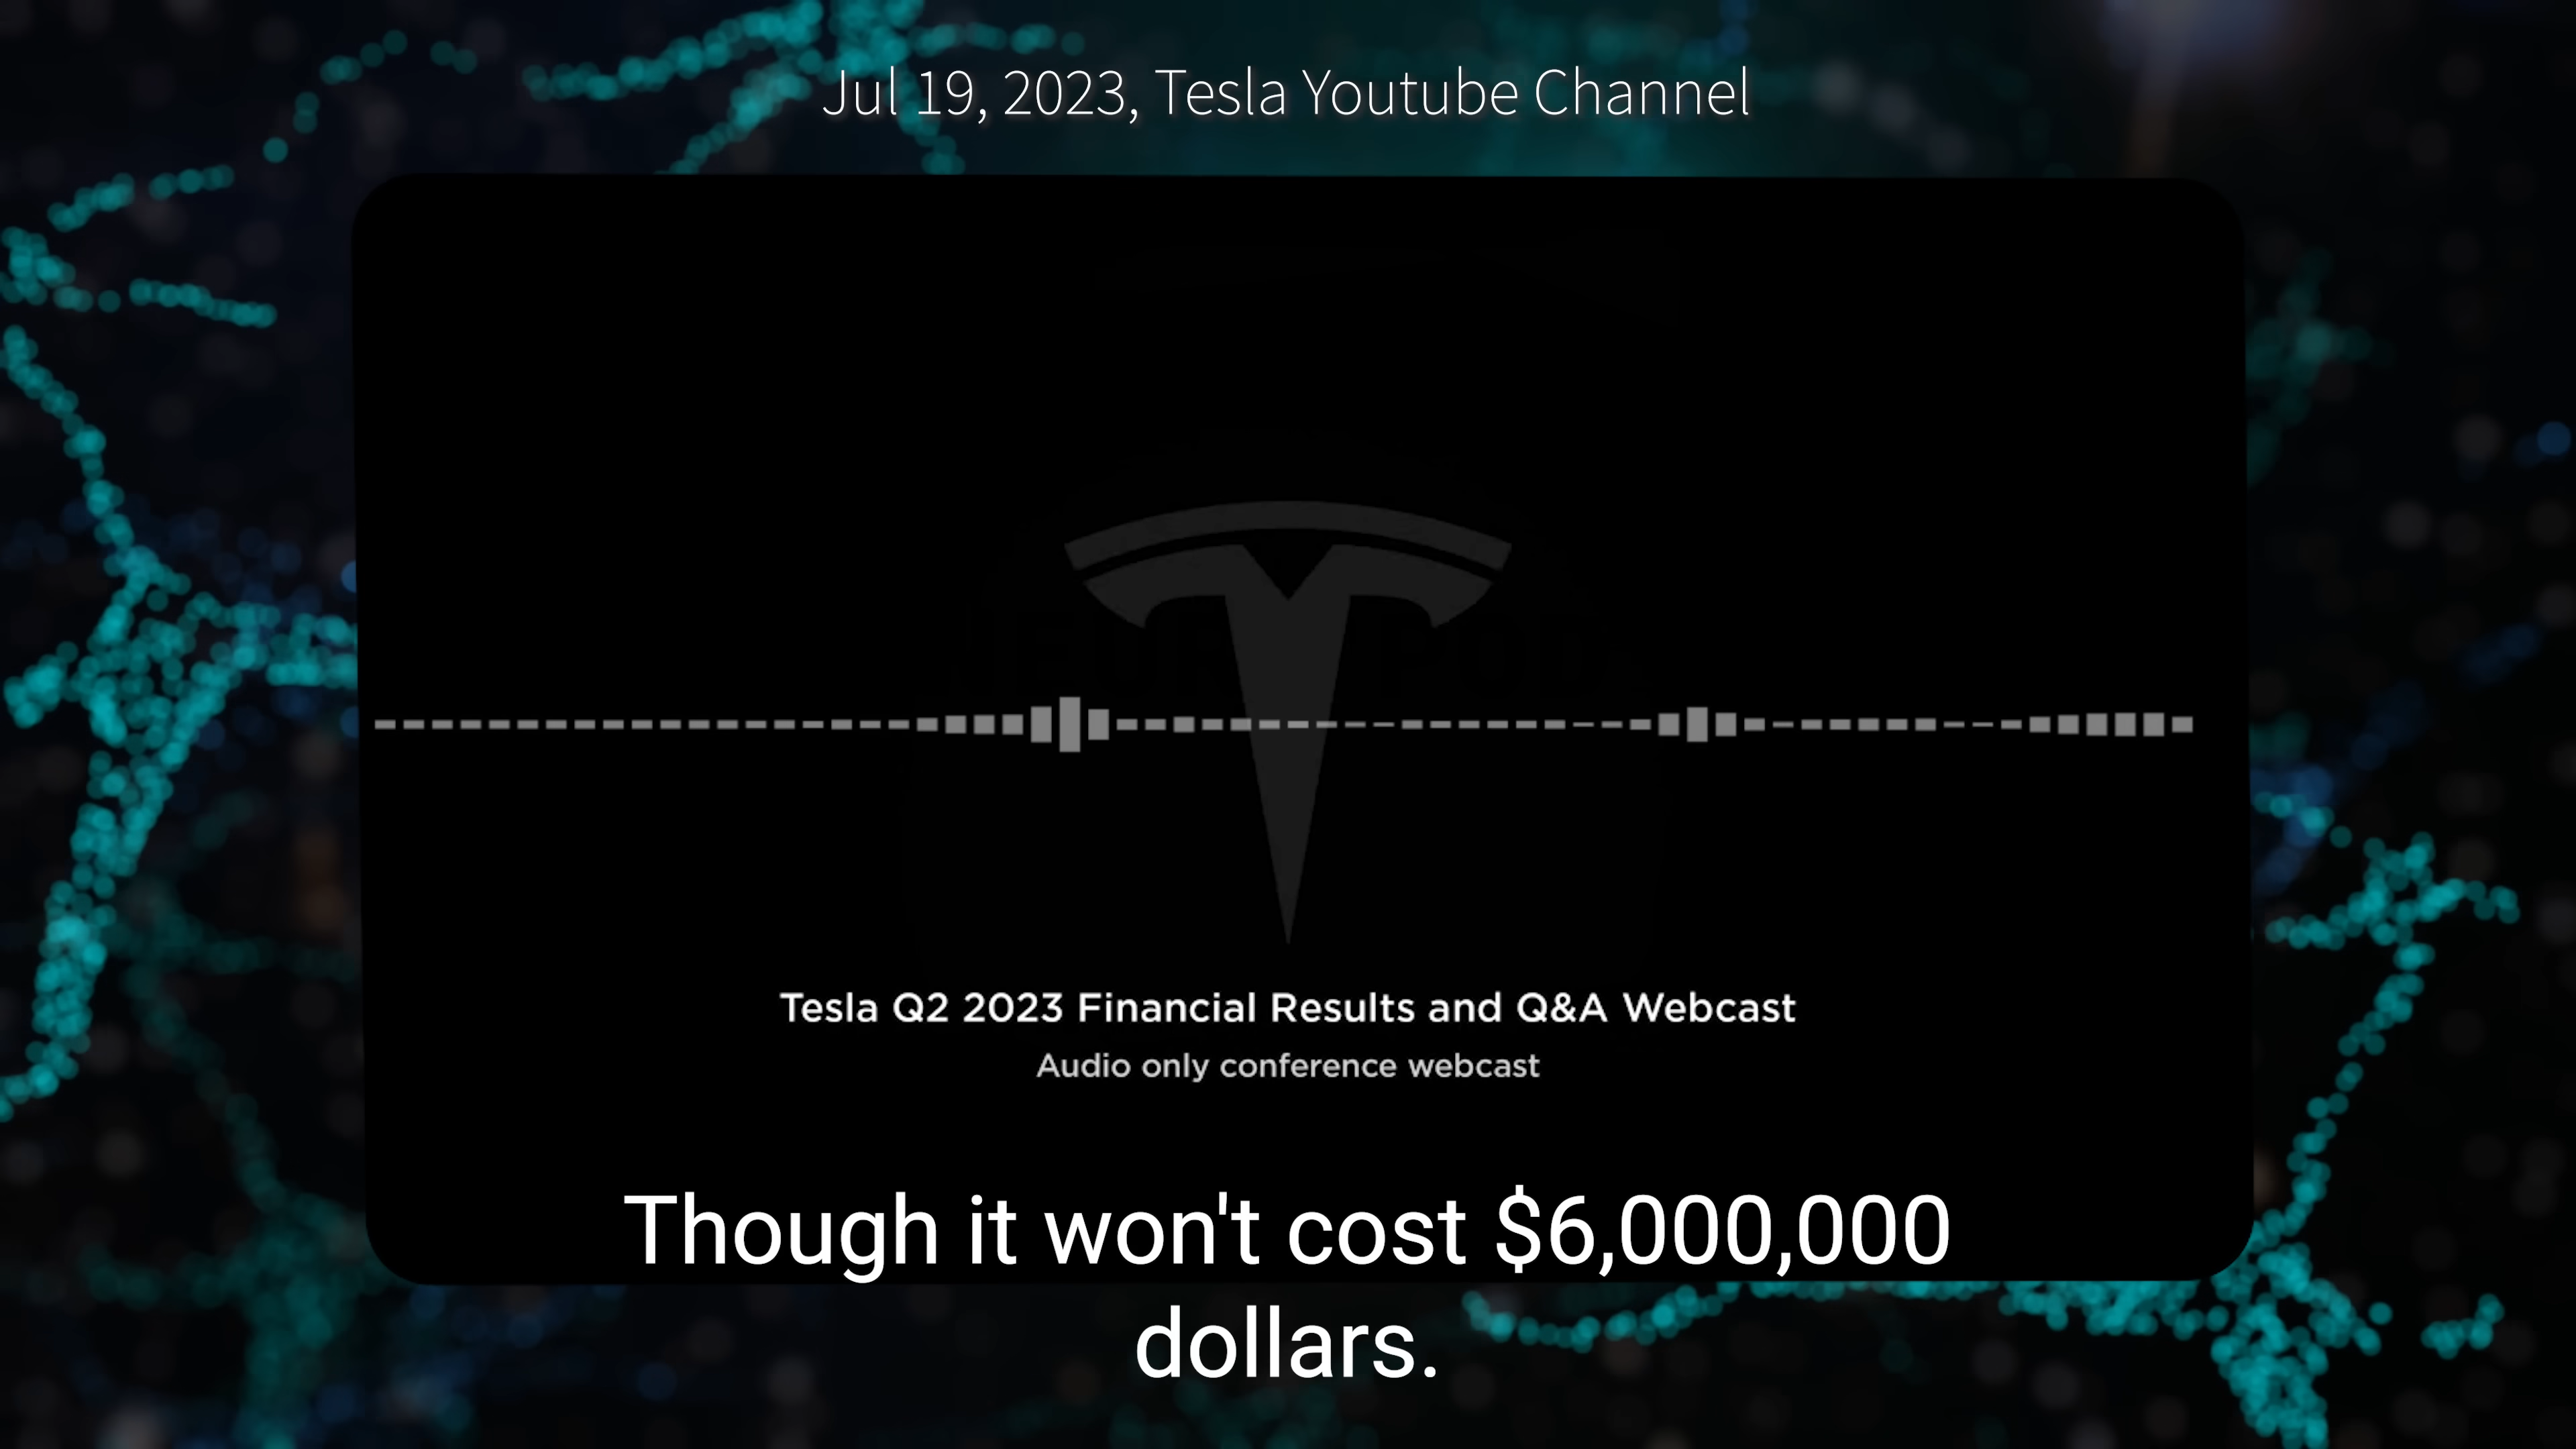 Jul 19, 2023, Tesla Youtube Channel
Tesla Q2 2023 Financial Results and Q&A Webcast
Audio only conference webcast
Though it won't cost $6,000,000
dollars.